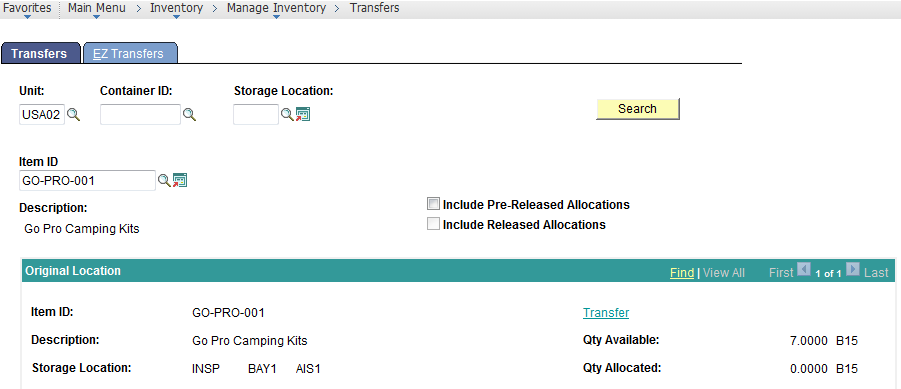 Favorites Main Menu > Inventory > Manage Inventory > Transfers
Transfers EZ Transfers
Unit: Container ID: Storage Location:
USA02 Search
Item ID
GO-PRO-001
Description: Include Pre-Released Allocations
Go Pro Camping Kits Include Released Allocations
Original Location Find | View All First 1 of 1 Last
Item ID: GO-PRO-001 Transfer
Description: Go Pro Camping Kits Qty Available: 7.0000 B15
Storage Location: INSP BAY1 AIS1 Qty Allocated: 0.0000 B15